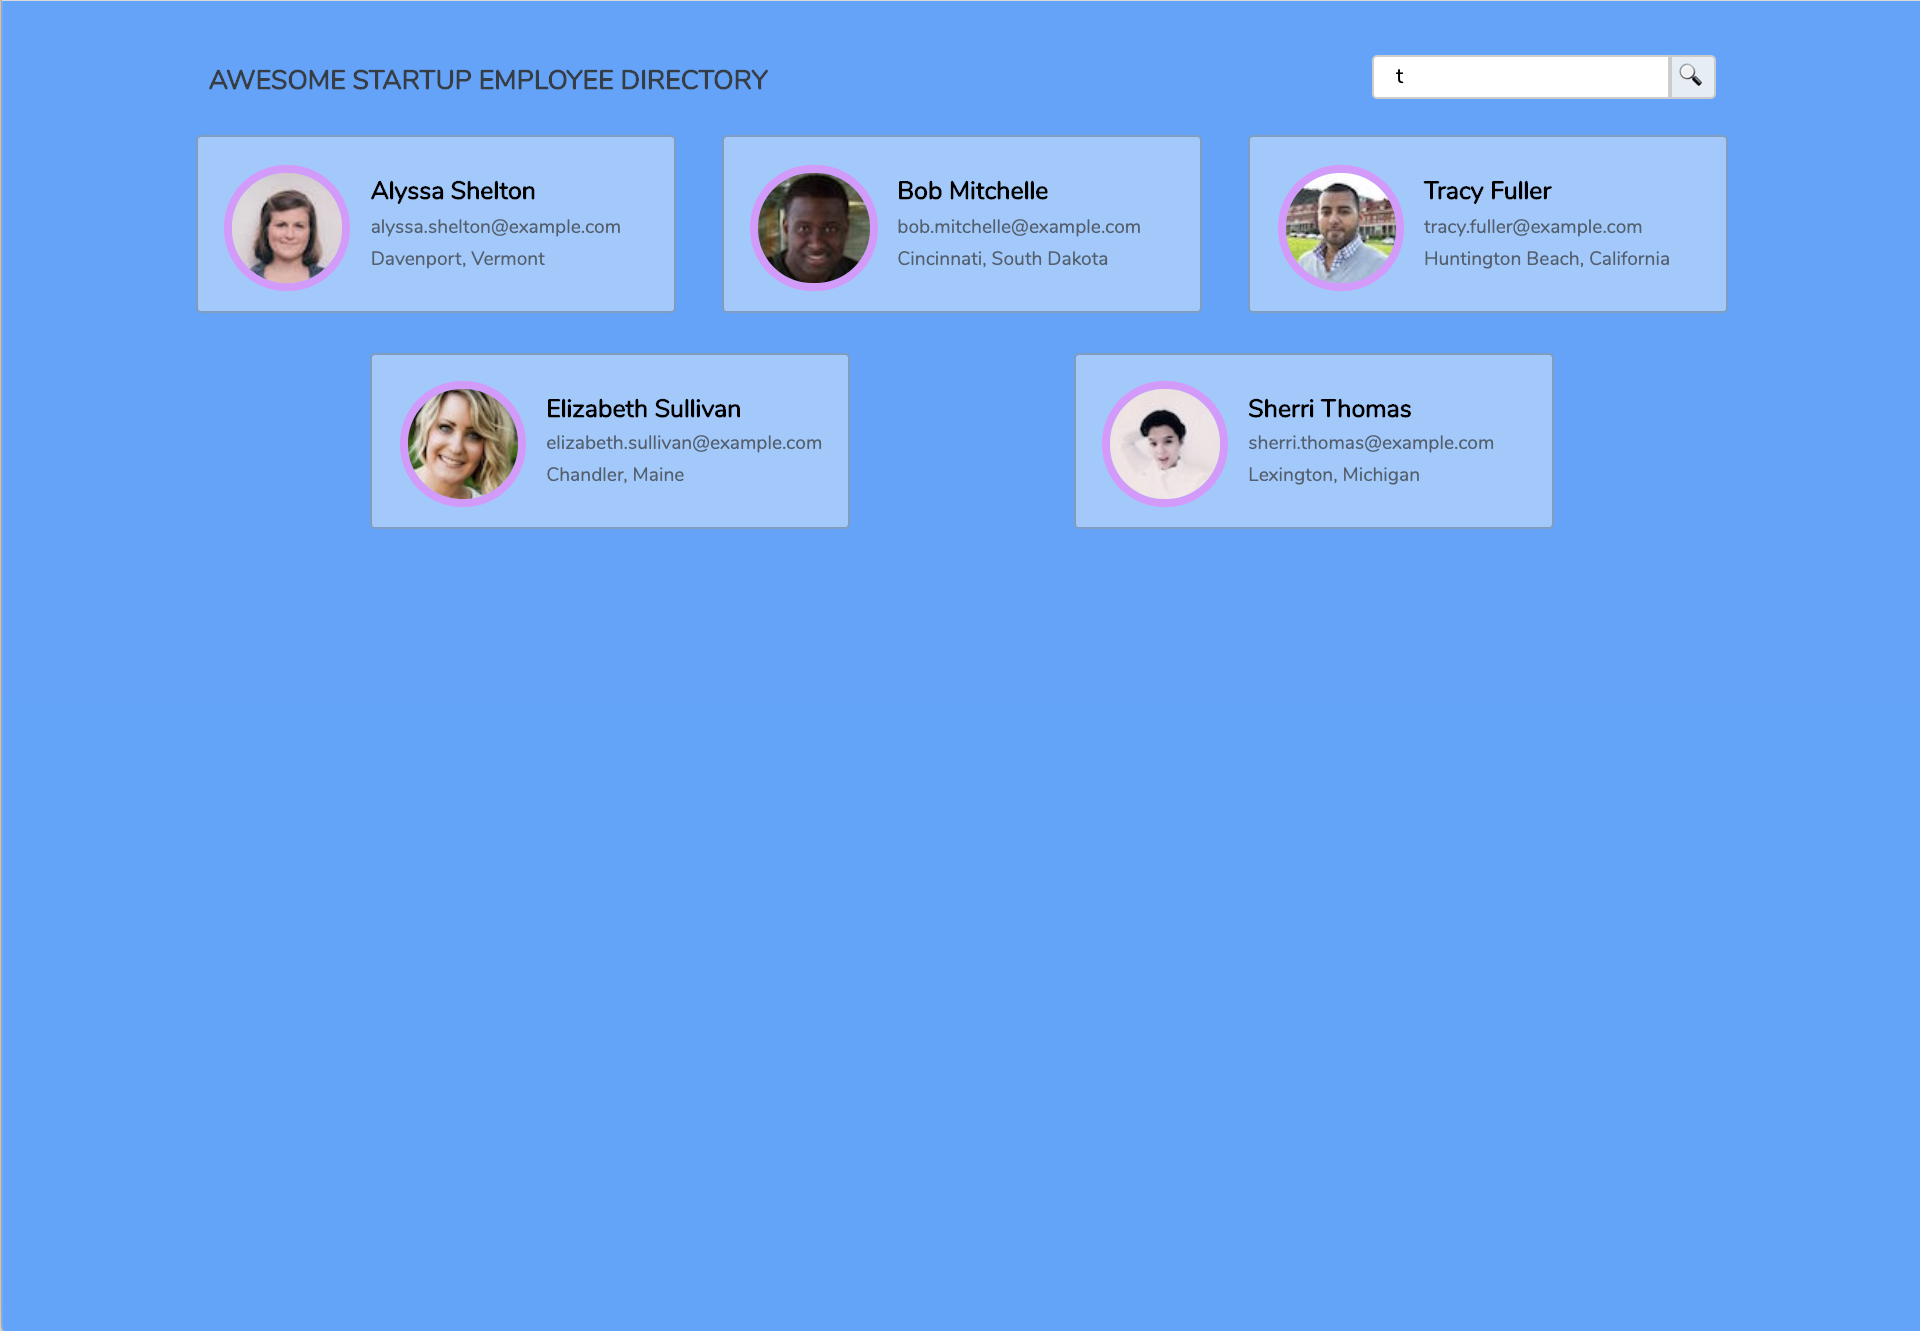 AWESOME STARTUP EMPLOYEE DIRECTORY
t
Alyssa Shelton
alyssa.shelton@example.com
Davenport, Vermont
Bob Mitchelle
bob.mitchelle@example.com
Cincinnati, South Dakota
Tracy Fuller
tracy.fuller@example.com
Huntington Beach, California
Elizabeth Sullivan
elizabeth.sullivan@example.com
Chandler, Maine
Sherri Thomas
sherri.thomas@example.com
Lexington, Michigan